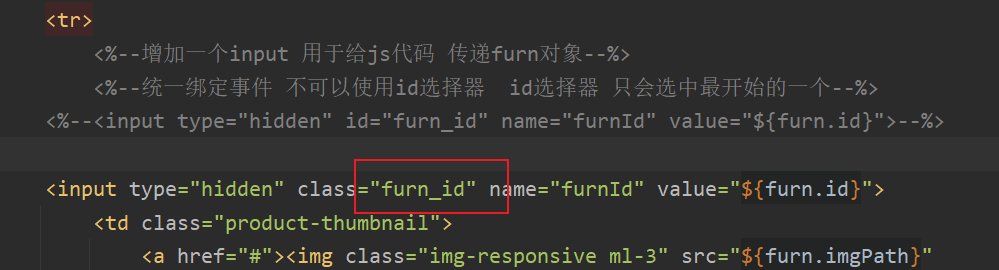 <tr>
<%--增加一个input 用于给js代码 传递furn对象--%>
<%--统一绑定事件 不可以使用id选择器  id选择器 只会选中最开始的一个--%>
<%--<input type="hidden" id="furn_id" name="furnId" value="${furn.id}">--%>
<input type="hidden" class="furn_id" name="furnId" value="${furn.id}">
<td class="product-thumbnail">
<a href="#"><img class="img-responsive ml-3" src="${furn.imgPath}"